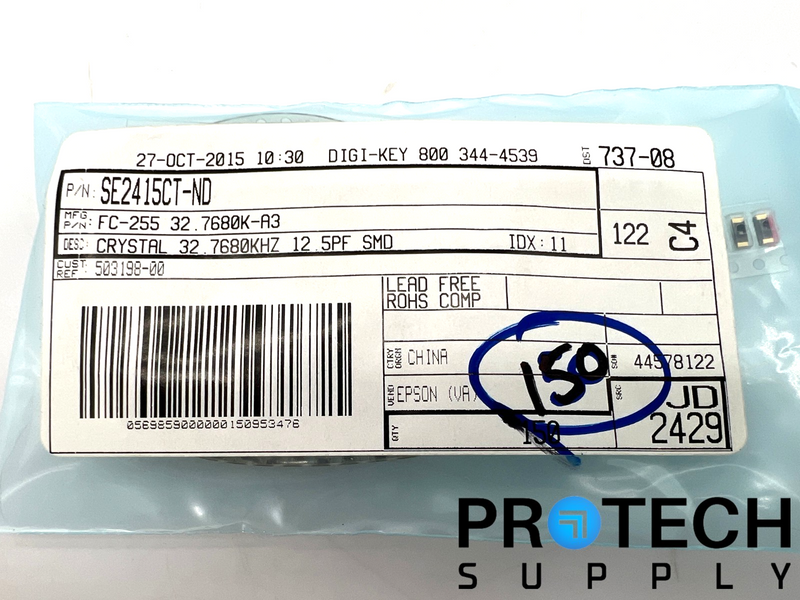 27-OCT-2015 10:30 DIGI-KEY 800 344-4539 DST 737-08
P/N: SE2415CT-ND
MFG P/N: FC-255 32.7680K-A3
DESC: CRYSTAL 32.7680KHZ 12.5PF SMD IDX: 11
122 C4
CUST REF: 503198-00
LEAD FREE
ROHS COMP
CTRY ORGN CHINA
SO# 44578122
VEND EPSON (VA)
150
SRC JD
2429
QTY 150
0569859000000150953476
PROTECH
SUPPLY